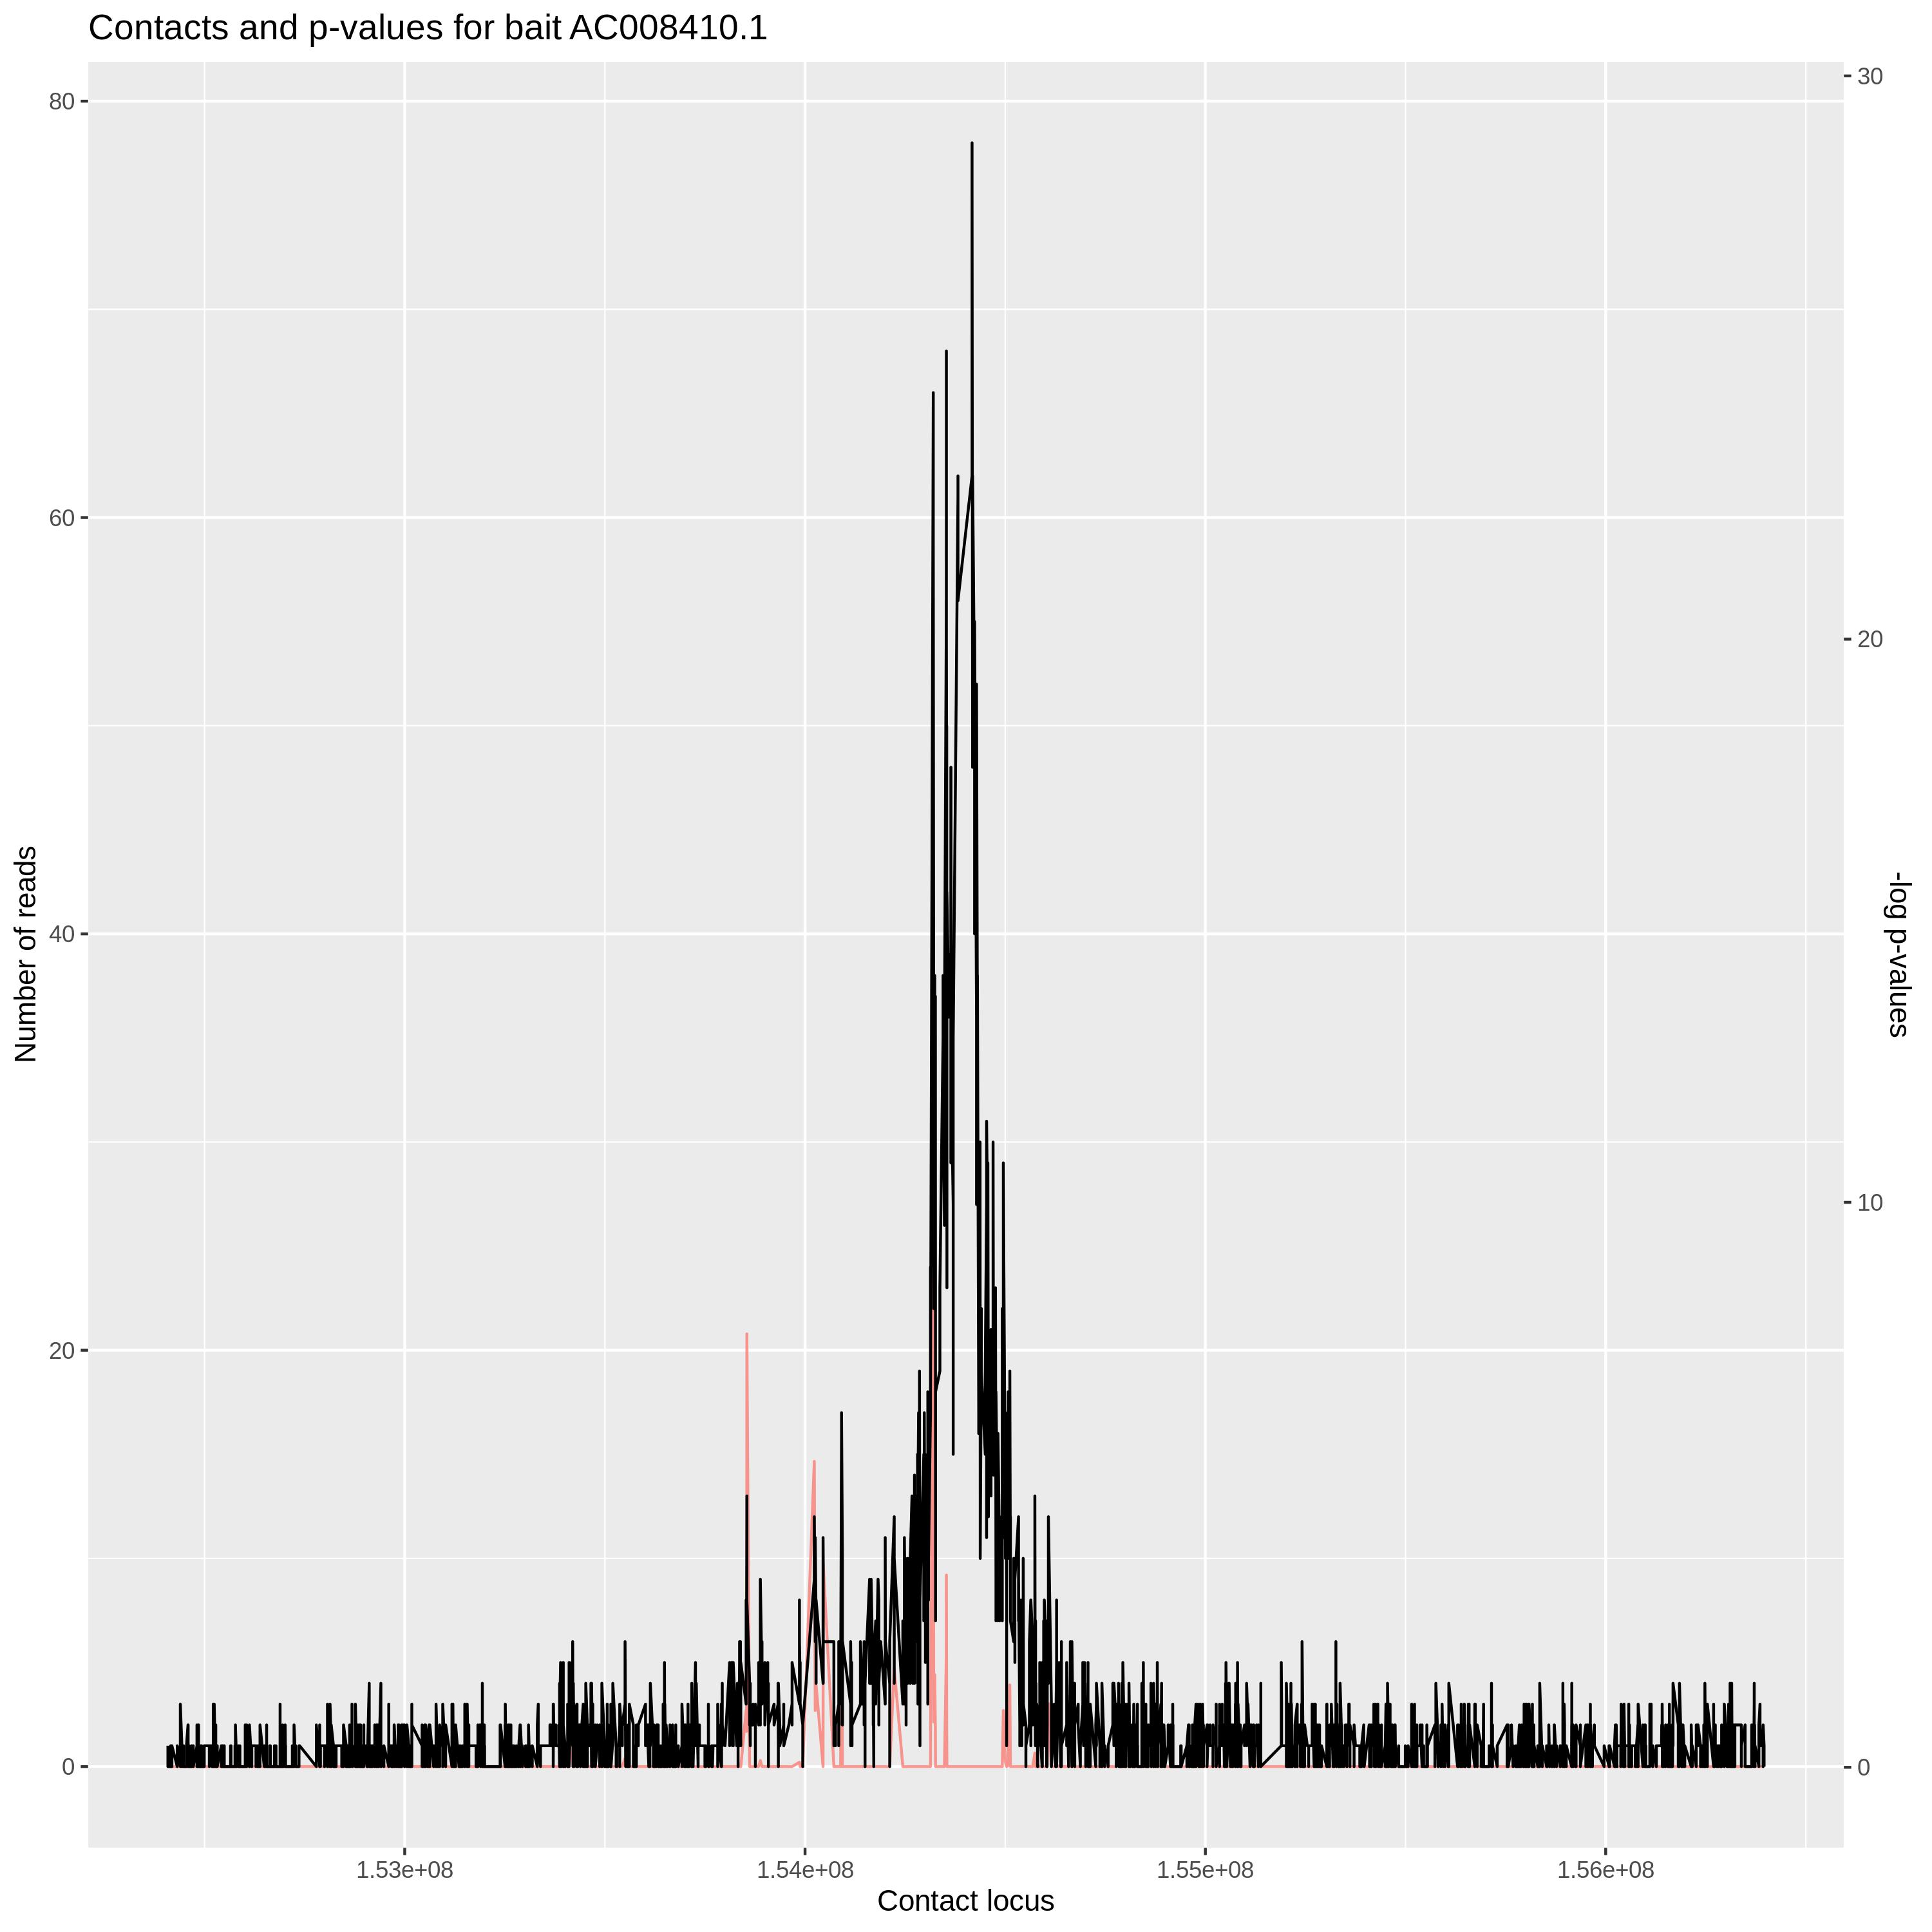 Contacts and p-values for bait AC008410.1
80
60
40
20
0
Number of reads
30
20
10
0
-log p-values
1.53e+08
1.54e+08
1.55e+08
1.56e+08
Contact locus